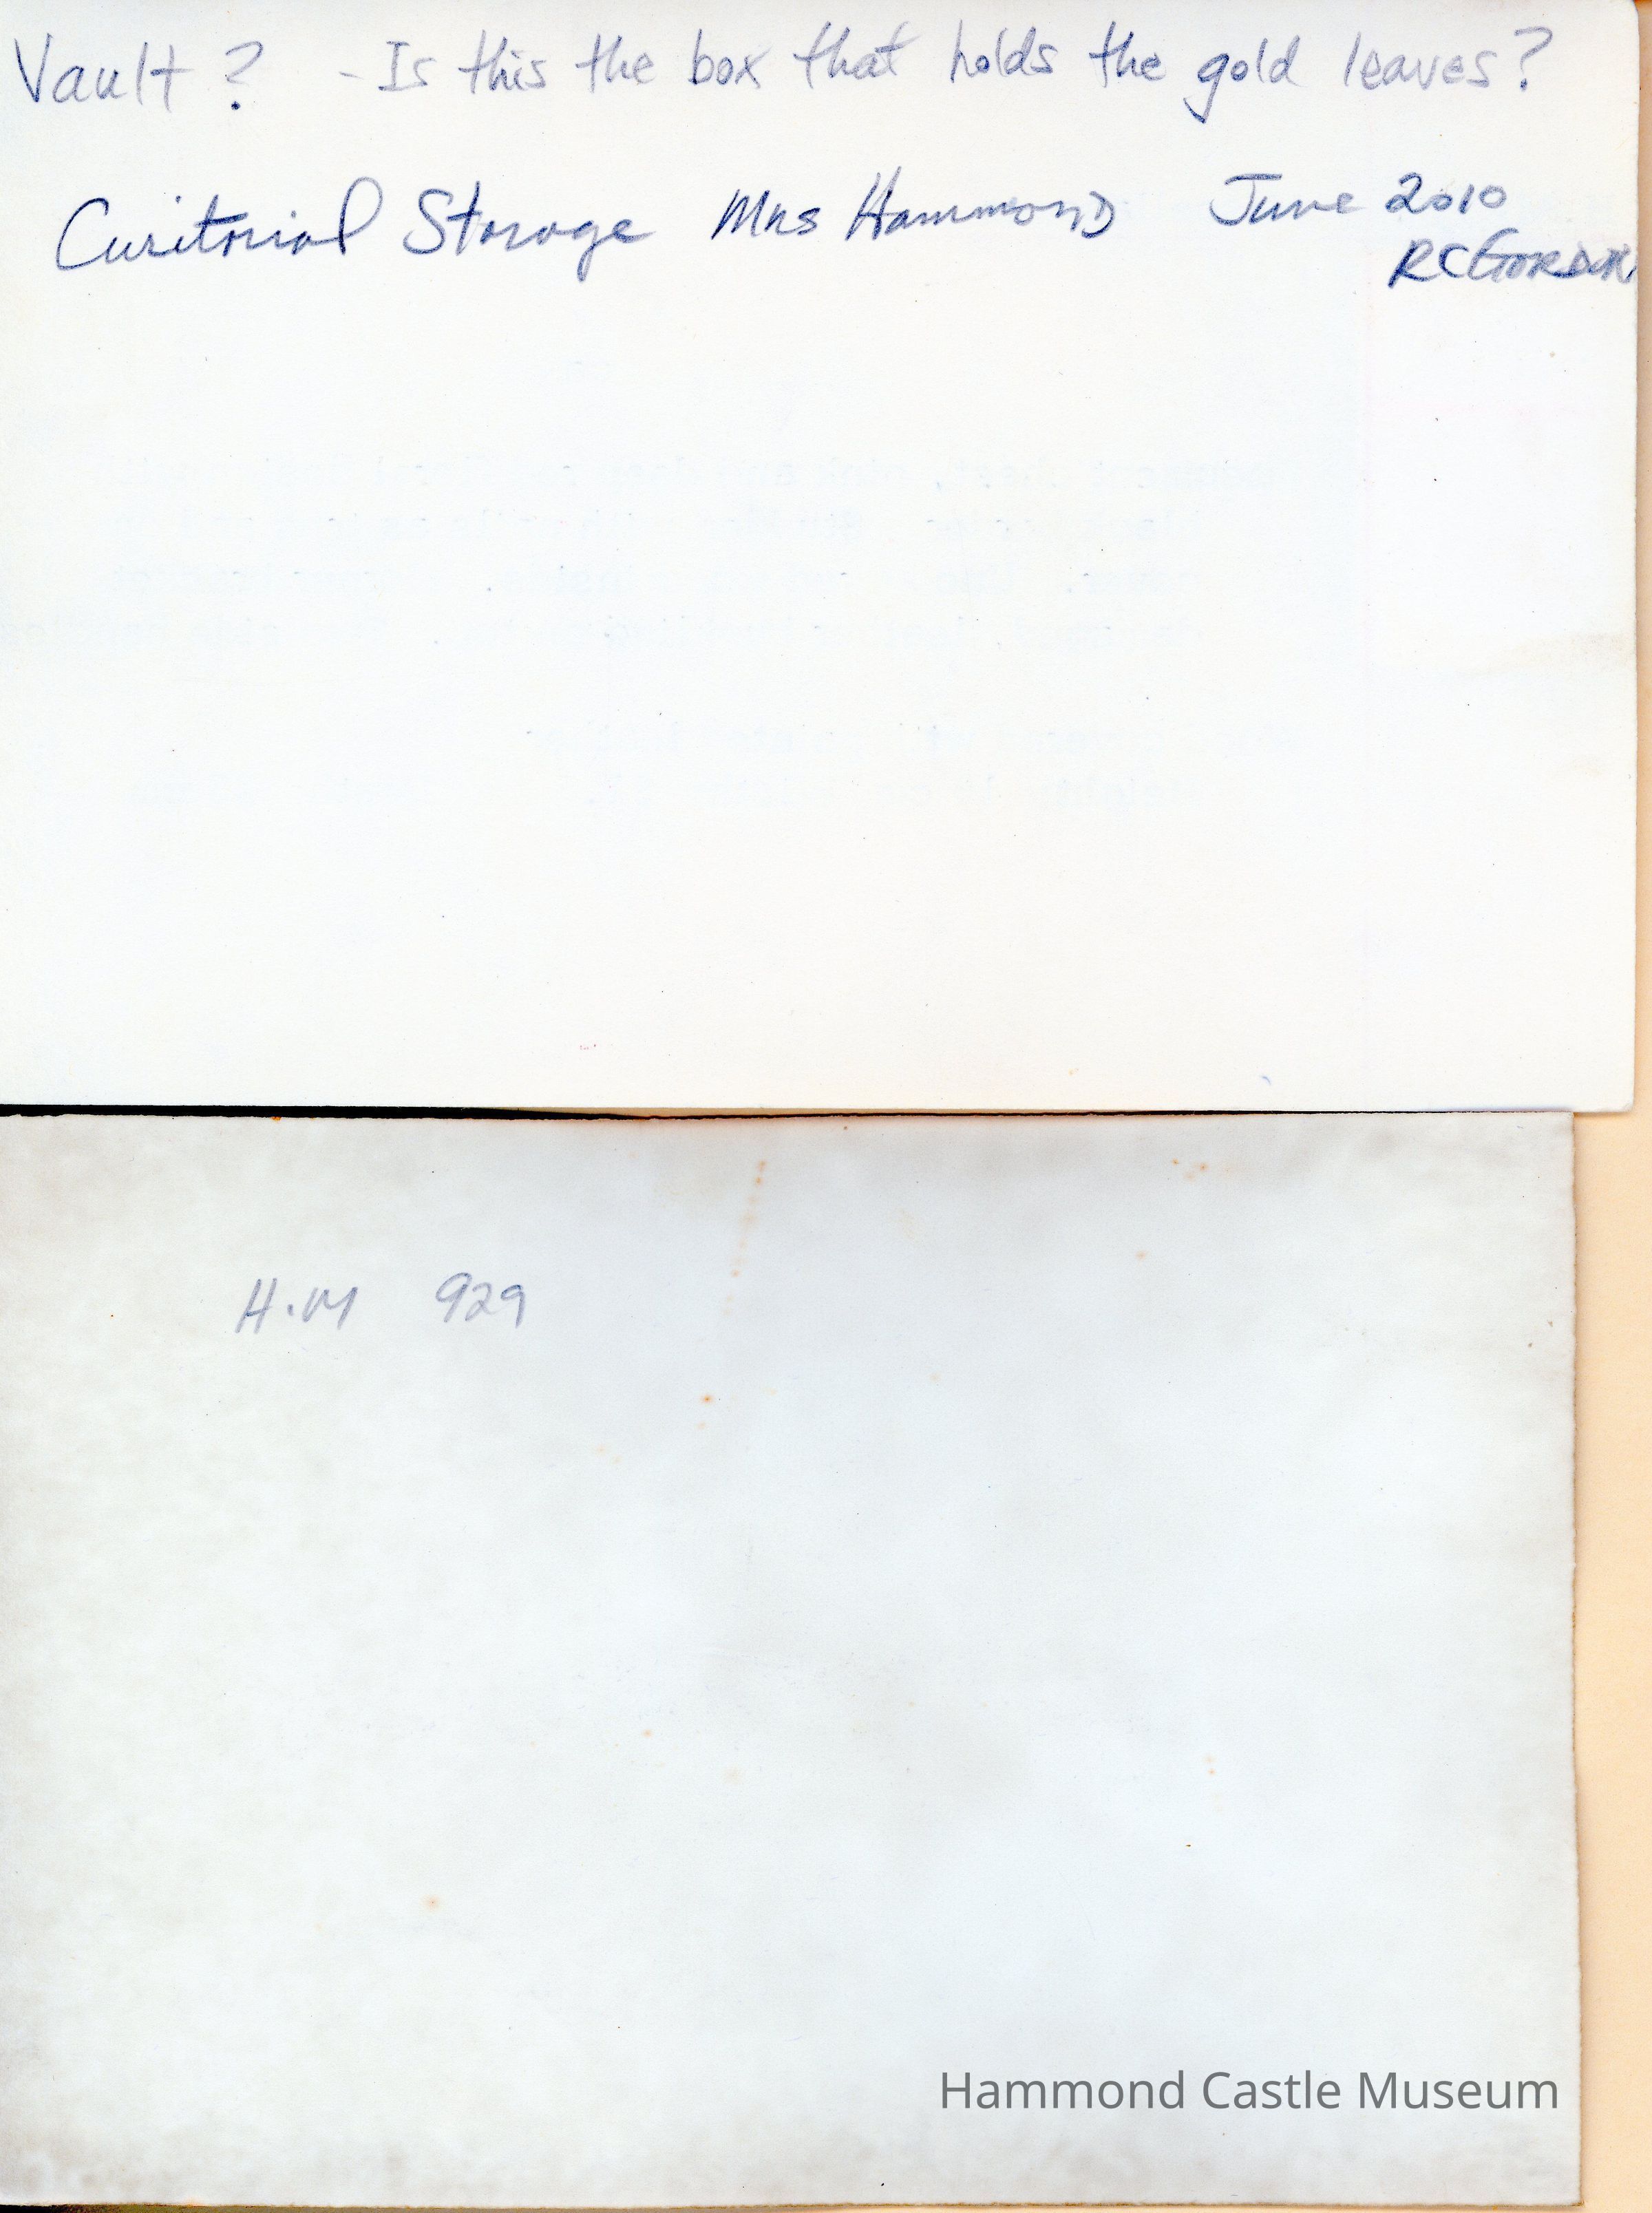 Vault? - Is this the box that holds the gold leaves?
Curitorial Storage Mrs Hammond June 2010
RCGordon
H.M 929
Hammond Castle Museum